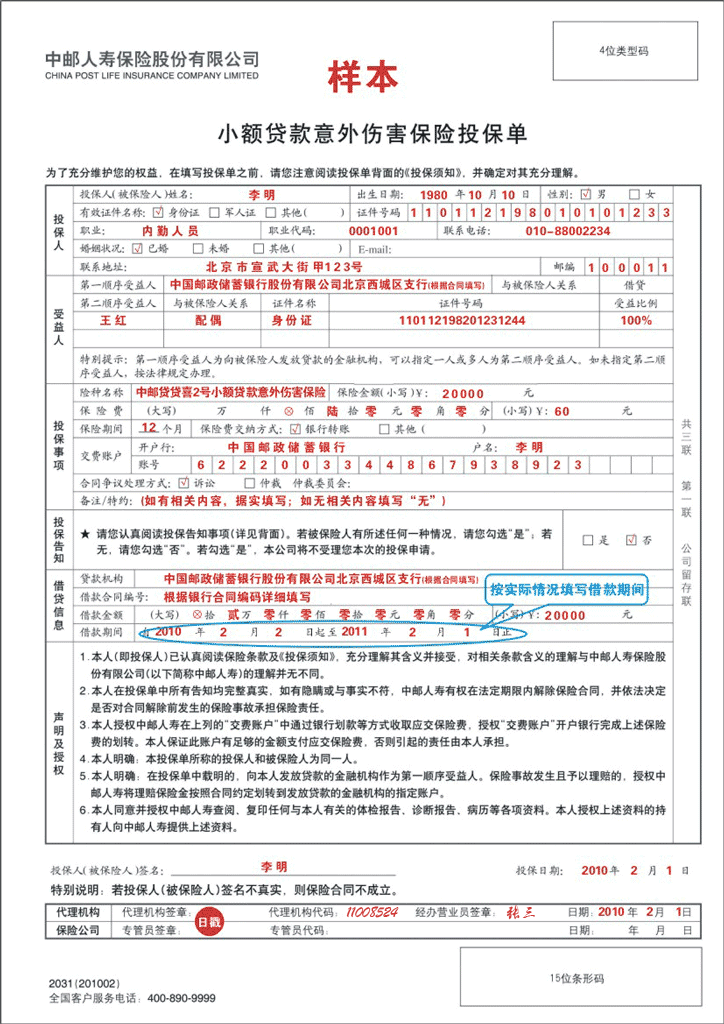 中邮人寿保险股份有限公司
CHINA POST LIFE INSURANCE COMPANY LIMITED
样本
4位类型码
小额贷款意外伤害保险投保单
为了充分维护您的权益，在填写投保单之前，请您注意阅读投保单背面的《投保须知》，并确定对其充分理解。
投保人
投保人（被保险人）姓名： 李明 出生日期： 1980 年 10 月 10 日 性别： ☑ 男 □ 女
有效证件名称： ☑ 身份证 □ 军人证 □ 其他（ ） 证件号码 110112198010101233
职业： 内勤人员 职业代码： 0001001 联系电话： 010-88002234
婚姻状况： ☑ 已婚 □ 未婚 □ 其他（ ） E-mail:
联系地址： 北京市宣武大街甲123号 邮编 100011
受益人
第一顺序受益人 中国邮政储蓄银行股份有限公司北京西城区支行(根据合同填写) 与被保险人关系 借贷
第二顺序受益人 与被保险人关系 证件名称 证件号码 受益比例
王红 配偶 身份证 110112198201231244 100%
特别提示：第一顺序受益人为向被保险人发放贷款的金融机构，可以指定一人或多人为第二顺序受益人。如未指定第二顺
序受益人，按法律规定办理。
投保事项
险种名称 中邮贷贷喜2号小额贷款意外伤害保险 保险金额(小写)￥： 20000 元
保险费 (大写) 万 仟 ⊗ 佰 陆 拾 零 元 零 角 零 分 (小写)￥： 60 元
保险期间 12 个月 保险费交纳方式： ☑ 银行转账 □ 其他（ ）
交费账户 开户行： 中国邮政储蓄银行 户名： 李明
账号 6222003344867938923
合同争议处理方式： ☑ 诉讼 □ 仲裁 仲裁委员会：
备注/特约： (如有相关内容，据实填写；如无相关内容填写“无”)
投保告知
★ 请您认真阅读投保告知事项(详见背面)。若被保险人有所述任何一种情况，请您勾选“是”；若
无，请您勾选“否”。若勾选“是”，本公司将不受理您本次的投保申请。
□ 是 ☑ 否
借贷信息
贷款机构 中国邮政储蓄银行股份有限公司北京西城区支行(根据合同填写)
借款合同编号： 根据银行合同编码详细填写
按实际情况填写借款期间
借款金额 (大写) ⊗ 拾 贰 万 零 仟 零 佰 零 拾 零 元 零 角 零 分 (小写)￥： 20000 元
借款期间 自 2010 年 2 月 2 日起至 2011 年 2 月 1 日止
声明及授权
1.本人(即投保人)已认真阅读保险条款及《投保须知》，充分理解其含义并接受，对相关条款含义的理解与中邮人寿保险股
份有限公司(以下简称中邮人寿)的理解并无不同。
2.本人在投保单中所有告知均完整真实，如有隐瞒或与事实不符，中邮人寿有权在法定期限内解除保险合同，并依法决定
是否对合同解除前发生的保险事故承担保险责任。
3.本人授权中邮人寿在上列的“交费账户”中通过银行划款等方式收取应交保险费，授权“交费账户”开户银行完成上述保险
费的划转。本人保证此账户有足够的金额支付应交保险费，否则引起的责任由本人承担。
4.本人明确：本投保单所称的投保人和被保险人为同一人。
5.本人明确：在投保单中载明的，向本人发放贷款的金融机构作为第一顺序受益人。保险事故发生且予以理赔的，授权中
邮人寿将理赔保险金按照合同约定划转到发放贷款的金融机构的指定账户。
6.本人同意并授权中邮人寿查阅、复印任何与本人有关的体检报告、诊断报告、病历等各项资料。本人授权上述资料的持
有人向中邮人寿提供上述资料。
共三联 第一联 公司留存联
投保人(被保险人)签名： 李明 投保日期： 2010 年 2 月 1 日
特别说明：若投保人(被保险人)签名不真实，则保险合同不成立。
代理机构 代理机构签章： 日戳 代理机构代码： 11008524 经办营业员签章： 张三 日期： 2010 年 2 月 1 日
保险公司 专管员签章： 专管员代码： 日期： 年 月 日
2031(201002)
全国客户服务电话：400-890-9999
15位条形码